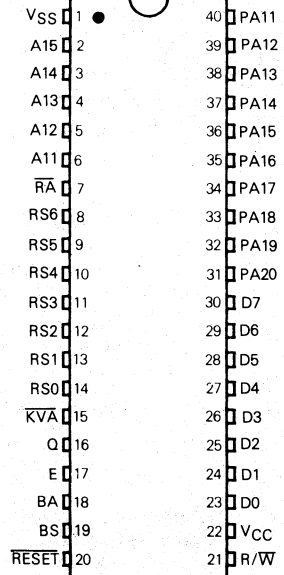 VSS 1 40 PA11
A15 2 39 PA12
A14 3 38 PA13
A13 4 37 PA14
A12 5 36 PA15
A11 6 35 PA16
R̅A̅ 7 34 PA17
RS6 8 33 PA18
RS5 9 32 PA19
RS4 10 31 PA20
RS3 11 30 D7
RS2 12 29 D6
RS1 13 28 D5
RS0 14 27 D4
K̅V̅A̅ 15 26 D3
Q 16 25 D2
E 17 24 D1
BA 18 23 D0
BS 19 22 VCC
R̅E̅S̅E̅T̅ 20 21 R/W̅